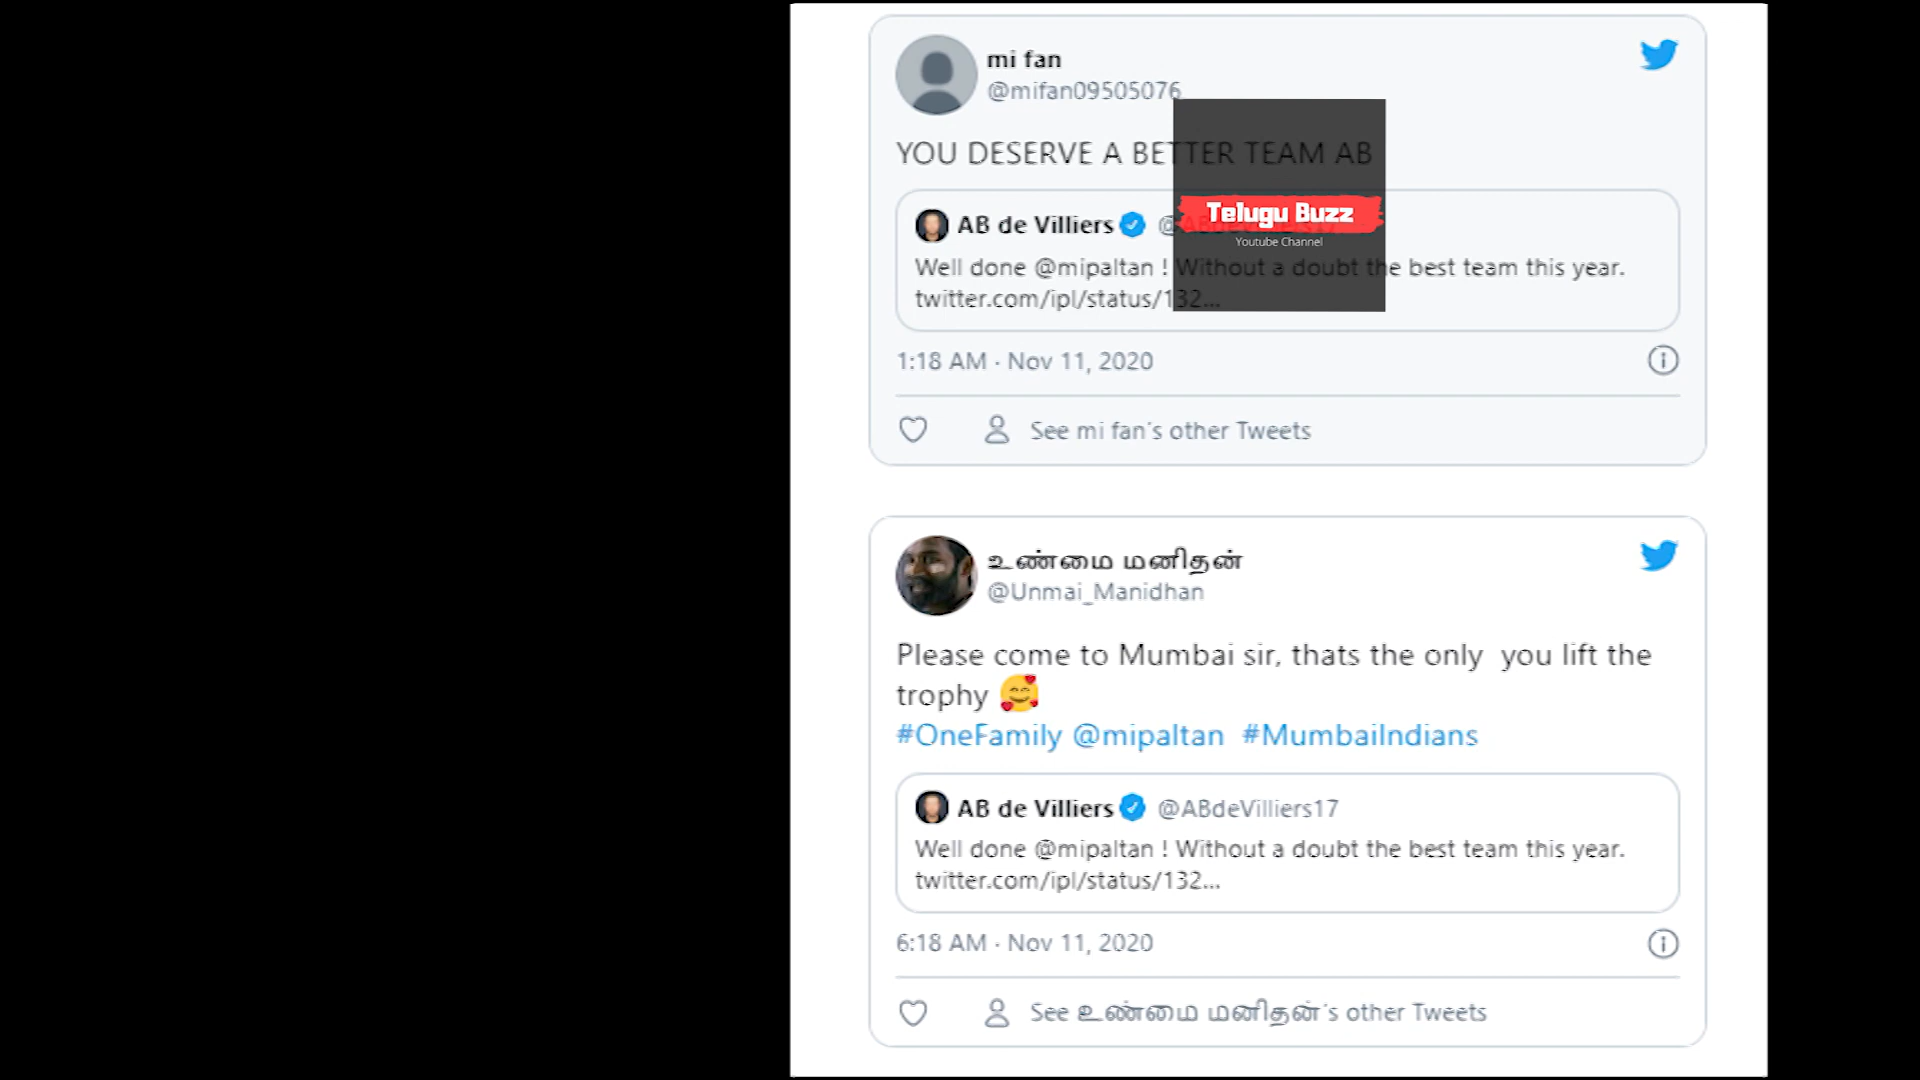 mi fan
@mifan09505076
YOU DESERVE A BETTER TEAM AB
AB de Villiers @ABdeVilliers17
Telugu Buzz
Youtube Channel
Well done @mipaltan ! Without a doubt the best team this year.
twitter.com/ipl/status/132...
1:18 AM · Nov 11, 2020
See mi fan's other Tweets
உண்மை மனிதன்
@Unmai_Manidhan
Please come to Mumbai sir, thats the only you lift the
trophy 🥰
#OneFamily @mipaltan #MumbaiIndians
AB de Villiers @ABdeVilliers17
Well done @mipaltan ! Without a doubt the best team this year.
twitter.com/ipl/status/132...
6:18 AM · Nov 11, 2020
See உண்மை மனிதன்'s other Tweets